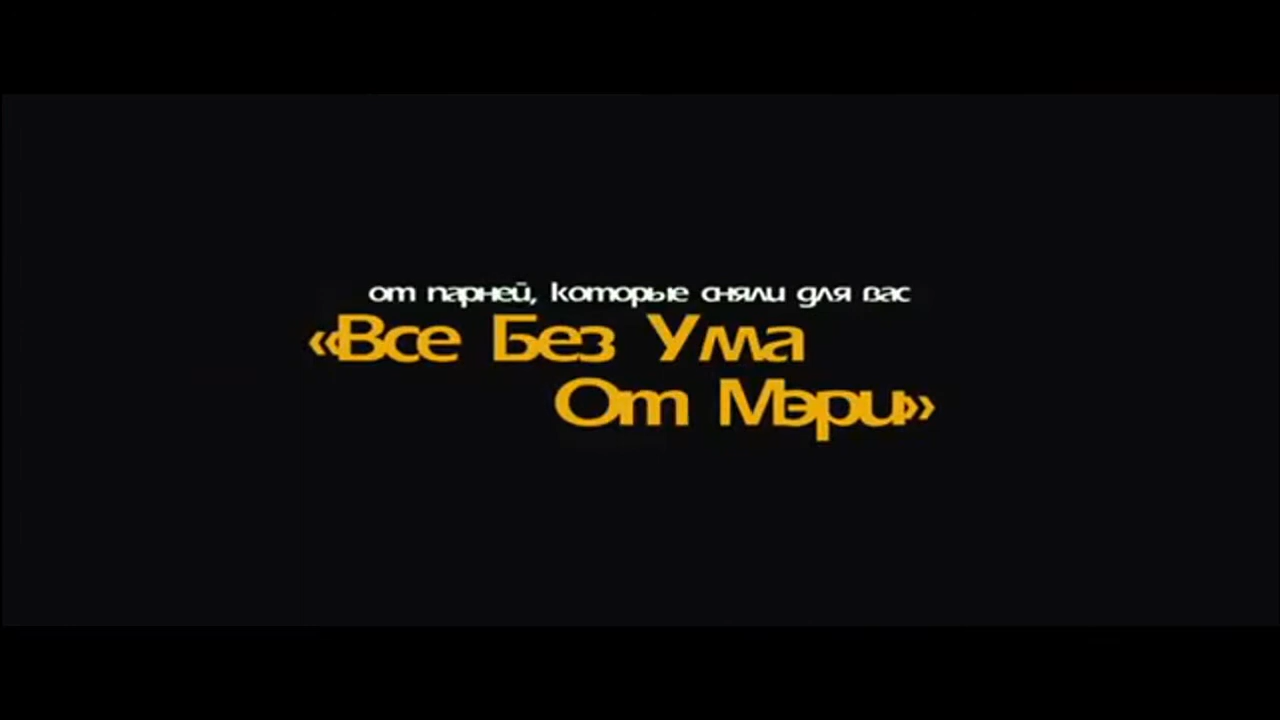 от парней, которые сняли для вас
«Все Без Ума
От Мэри»